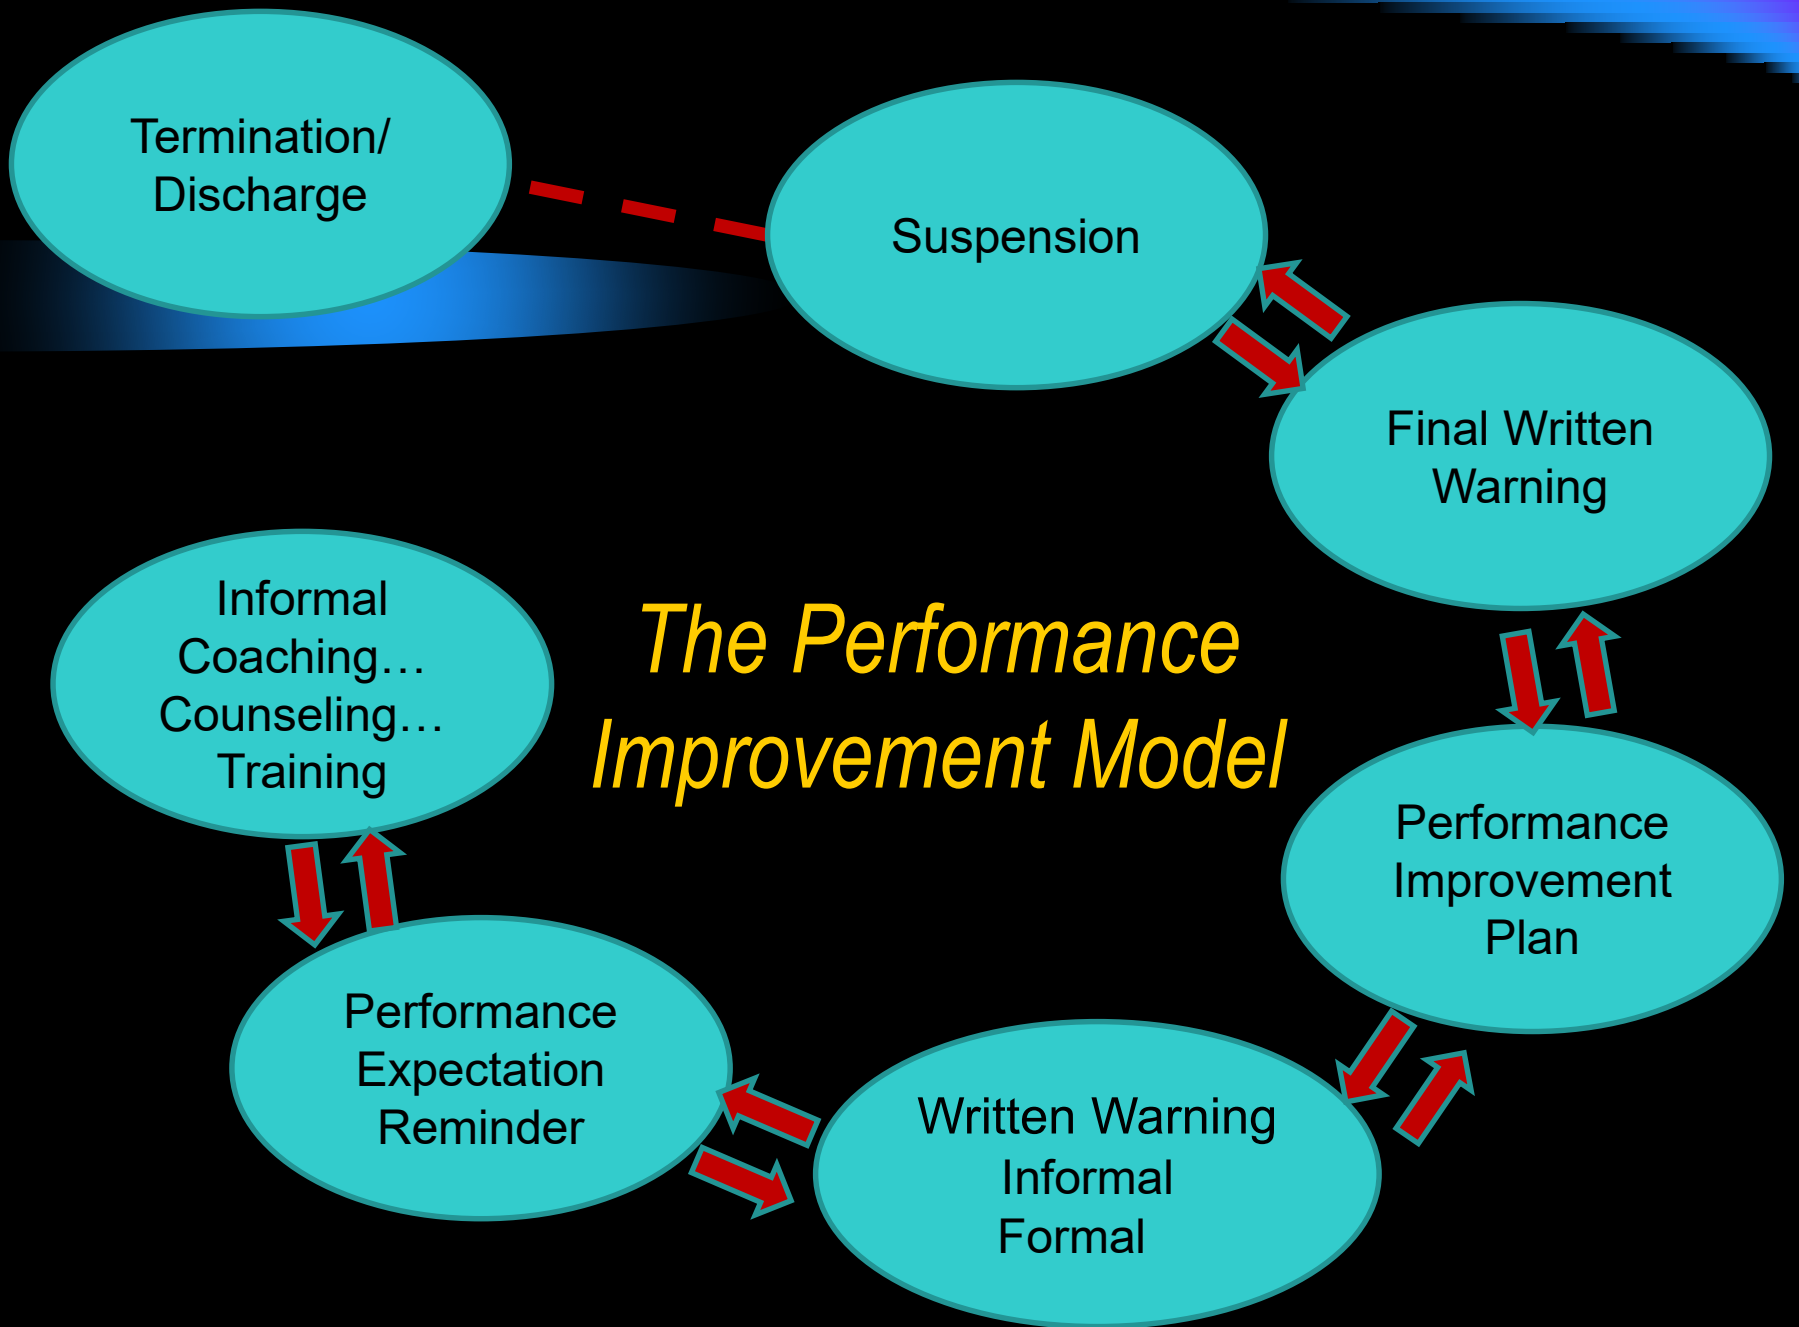 Termination/
Discharge
Suspension
Final Written
Warning
Informal
Coaching…
Counseling…
Training
The Performance
Improvement Model
Performance
Improvement
Plan
Performance
Expectation
Reminder
Written Warning
Informal
Formal